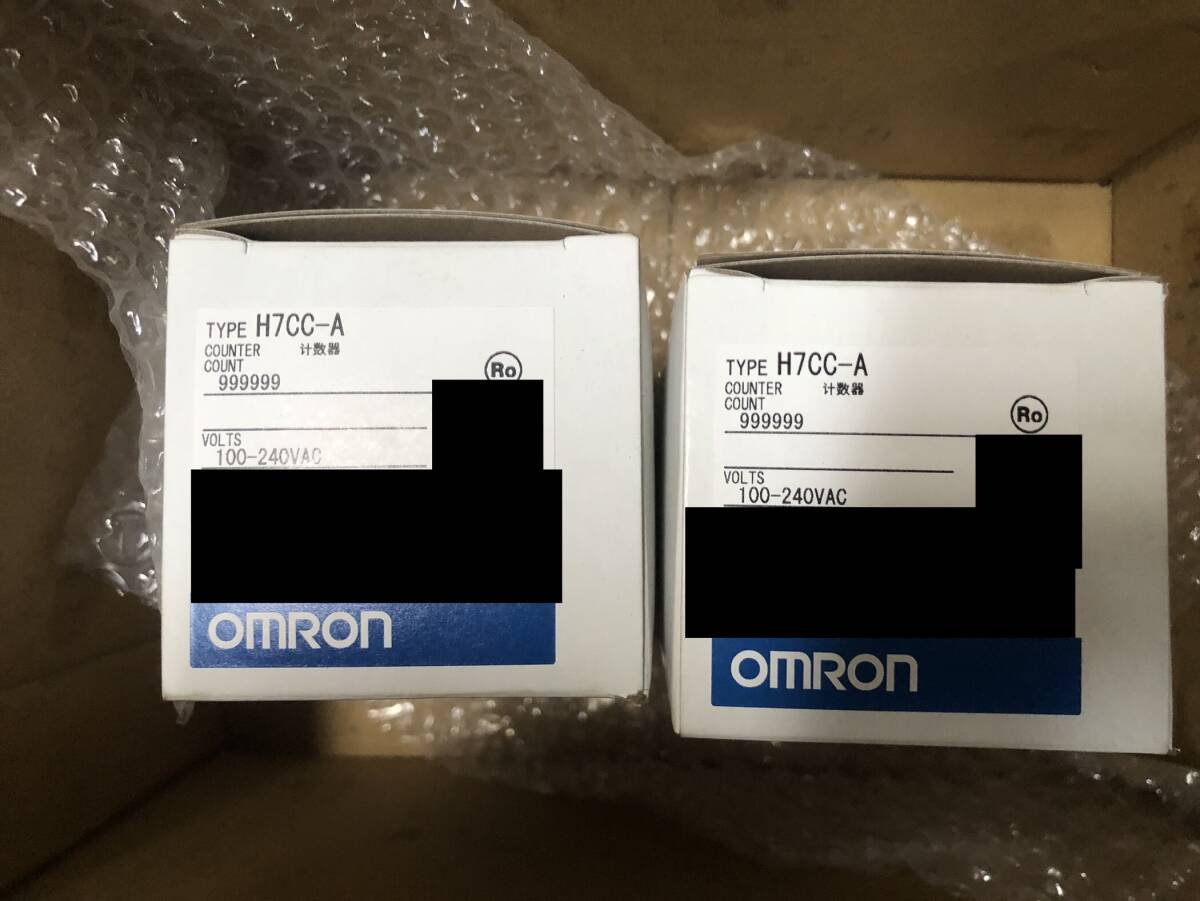 TYPE H7CC-A
COUNTER 计数器
COUNT
999999
Ro
VOLTS
100-240VAC
OMRON
TYPE H7CC-A
COUNTER 计数器
COUNT
999999
Ro
VOLTS
100-240VAC
OMRON